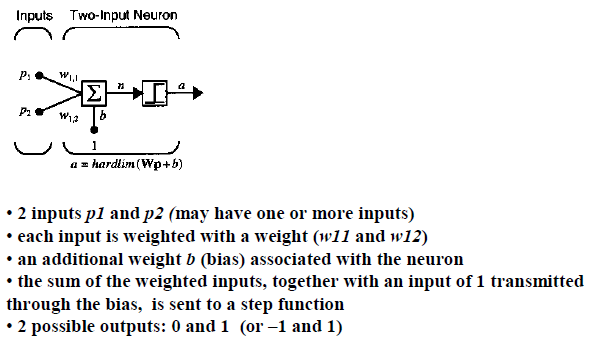 Inputs Two-Input Neuron
p1 w1,1 n a
Σ
p2 w1,2 b
1
a = hardlim(Wp+b)
• 2 inputs p1 and p2 (may have one or more inputs)
• each input is weighted with a weight (w11 and w12)
• an additional weight b (bias) associated with the neuron
• the sum of the weighted inputs, together with an input of 1 transmitted
through the bias, is sent to a step function
• 2 possible outputs: 0 and 1 (or –1 and 1)